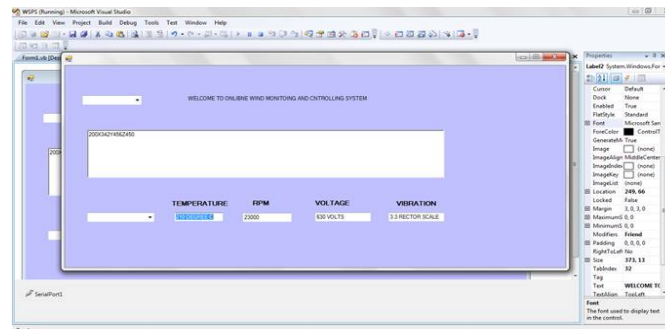 WSPS (Running) - Microsoft Visual Studio
File Edit View Project Build Debug Tools Test Window Help
Form1.vb [Des
Properties
Label2 System.Windows.For
WELCOME TO ONLIBNE WIND MONITOING AND CNTROLLING SYSTEM
200X342Y456Z450
TEMPERATURE RPM VOLTAGE VIBRATION
23000 630 VOLTS 3.3 RECTOR SCALE
SerialPort1
Cursor Default
Dock None
Enabled True
FlatStyle Standard
Font Microsoft San
ForeColor ControlT
GenerateM True
Image (none)
ImageAlign MiddleCenter
ImageIndex (none)
ImageKey (none)
ImageList (none)
Location 249, 66
Locked False
Margin 3, 0, 3, 0
MaximumS 0, 0
MinimumS 0, 0
Modifiers Friend
Padding 0, 0, 0, 0
RightToLeft No
Size 373, 13
TabIndex 32
Tag
Text WELCOME TC
TextAlign TopLeft
Font
The font used to display text
in the control.